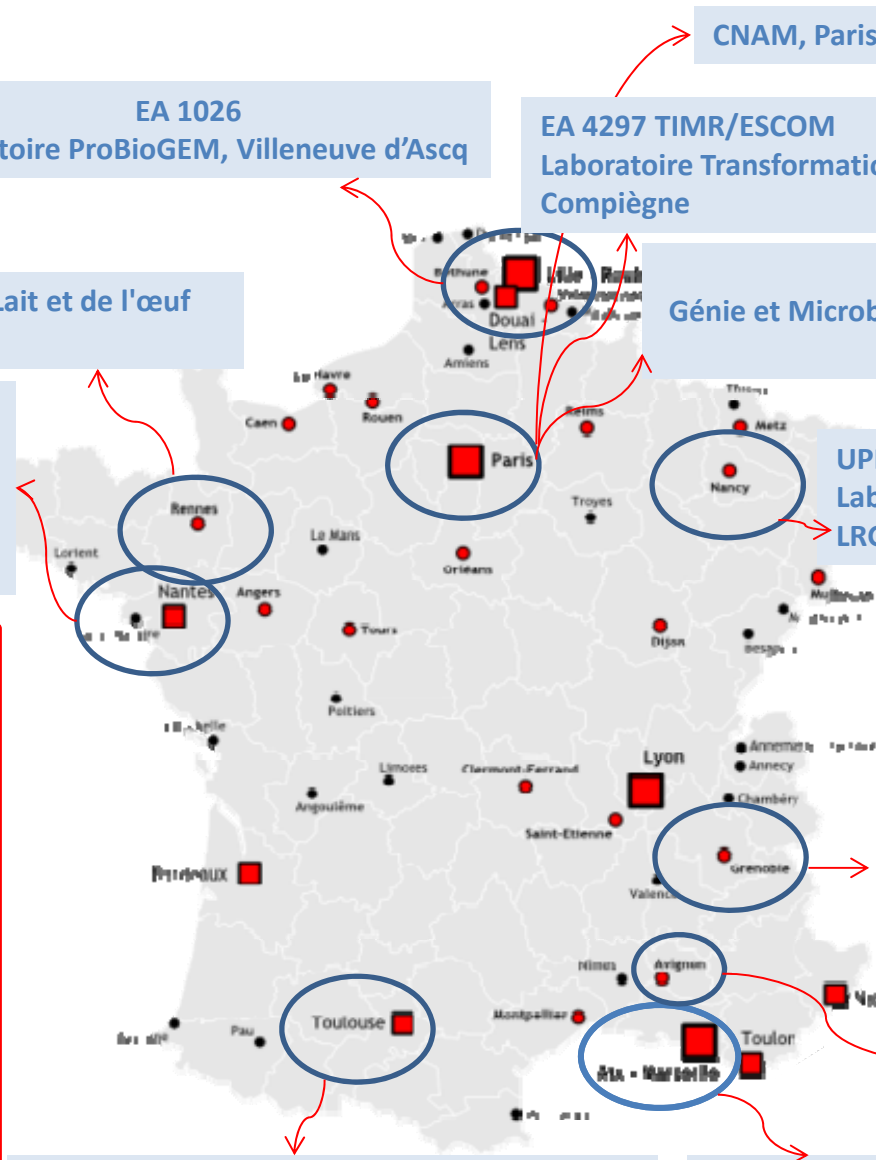 CNAM, Paris
EA 1026
toire ProBioGEM, Villeneuve d'Ascq
EA 4297 TIMR/ESCOM
Laboratoire Transformatio
Compiègne
Lait et de l'œuf
Génie et Microb
Béthune
Lille
Arras
Douai -
Lens
Amiens
Havre
Rouen
Caen
Reims
Metz
Paris
Nancy
UP
Lab
LRG
Troyes
Rennes
Le Mans
Lorient
Orléans
Nantes
Angers
Tours
Dijon
Poitiers
Lyon
Annecy
Limoges
Clermont-Ferrand
Chambéry
Angoulême
Saint-Etienne
Grenoble
Valence
Nîmes
Avignon
Montpellier
Toulouse
Pau
Toulon
Aix - Marseille